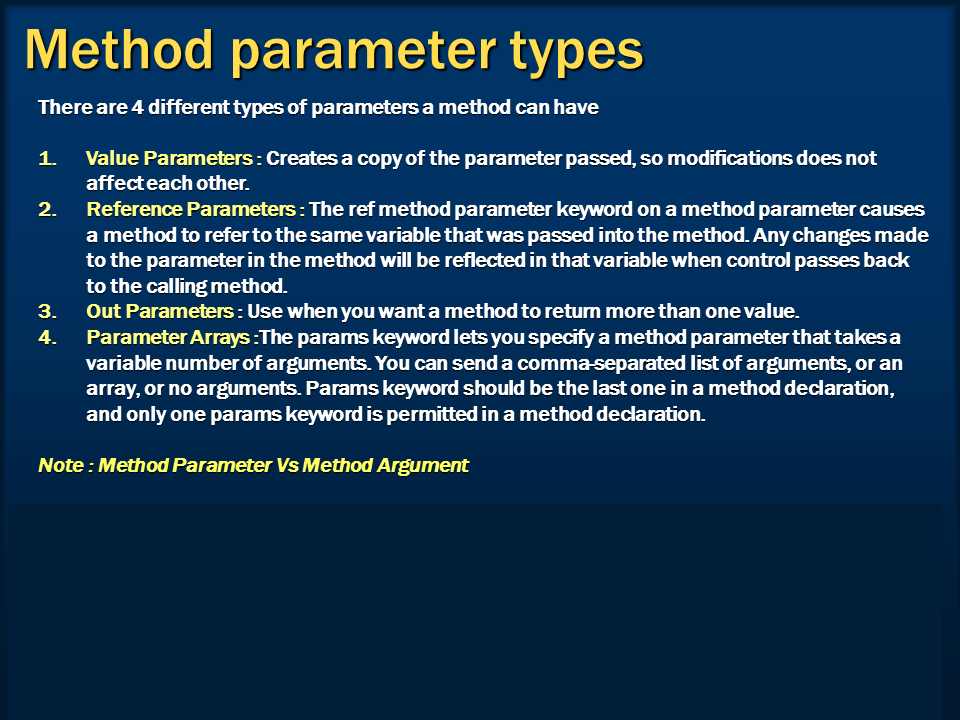 Method parameter types
There are 4 different types of parameters a method can have
1. Value Parameters : Creates a copy of the parameter passed, so modifications does not
affect each other.
2. Reference Parameters : The ref method parameter keyword on a method parameter causes
a method to refer to the same variable that was passed into the method. Any changes made
to the parameter in the method will be reflected in that variable when control passes back
to the calling method.
3. Out Parameters : Use when you want a method to return more than one value.
4. Parameter Arrays :The params keyword lets you specify a method parameter that takes a
variable number of arguments. You can send a comma-separated list of arguments, or an
array, or no arguments. Params keyword should be the last one in a method declaration,
and only one params keyword is permitted in a method declaration.
Note : Method Parameter Vs Method Argument